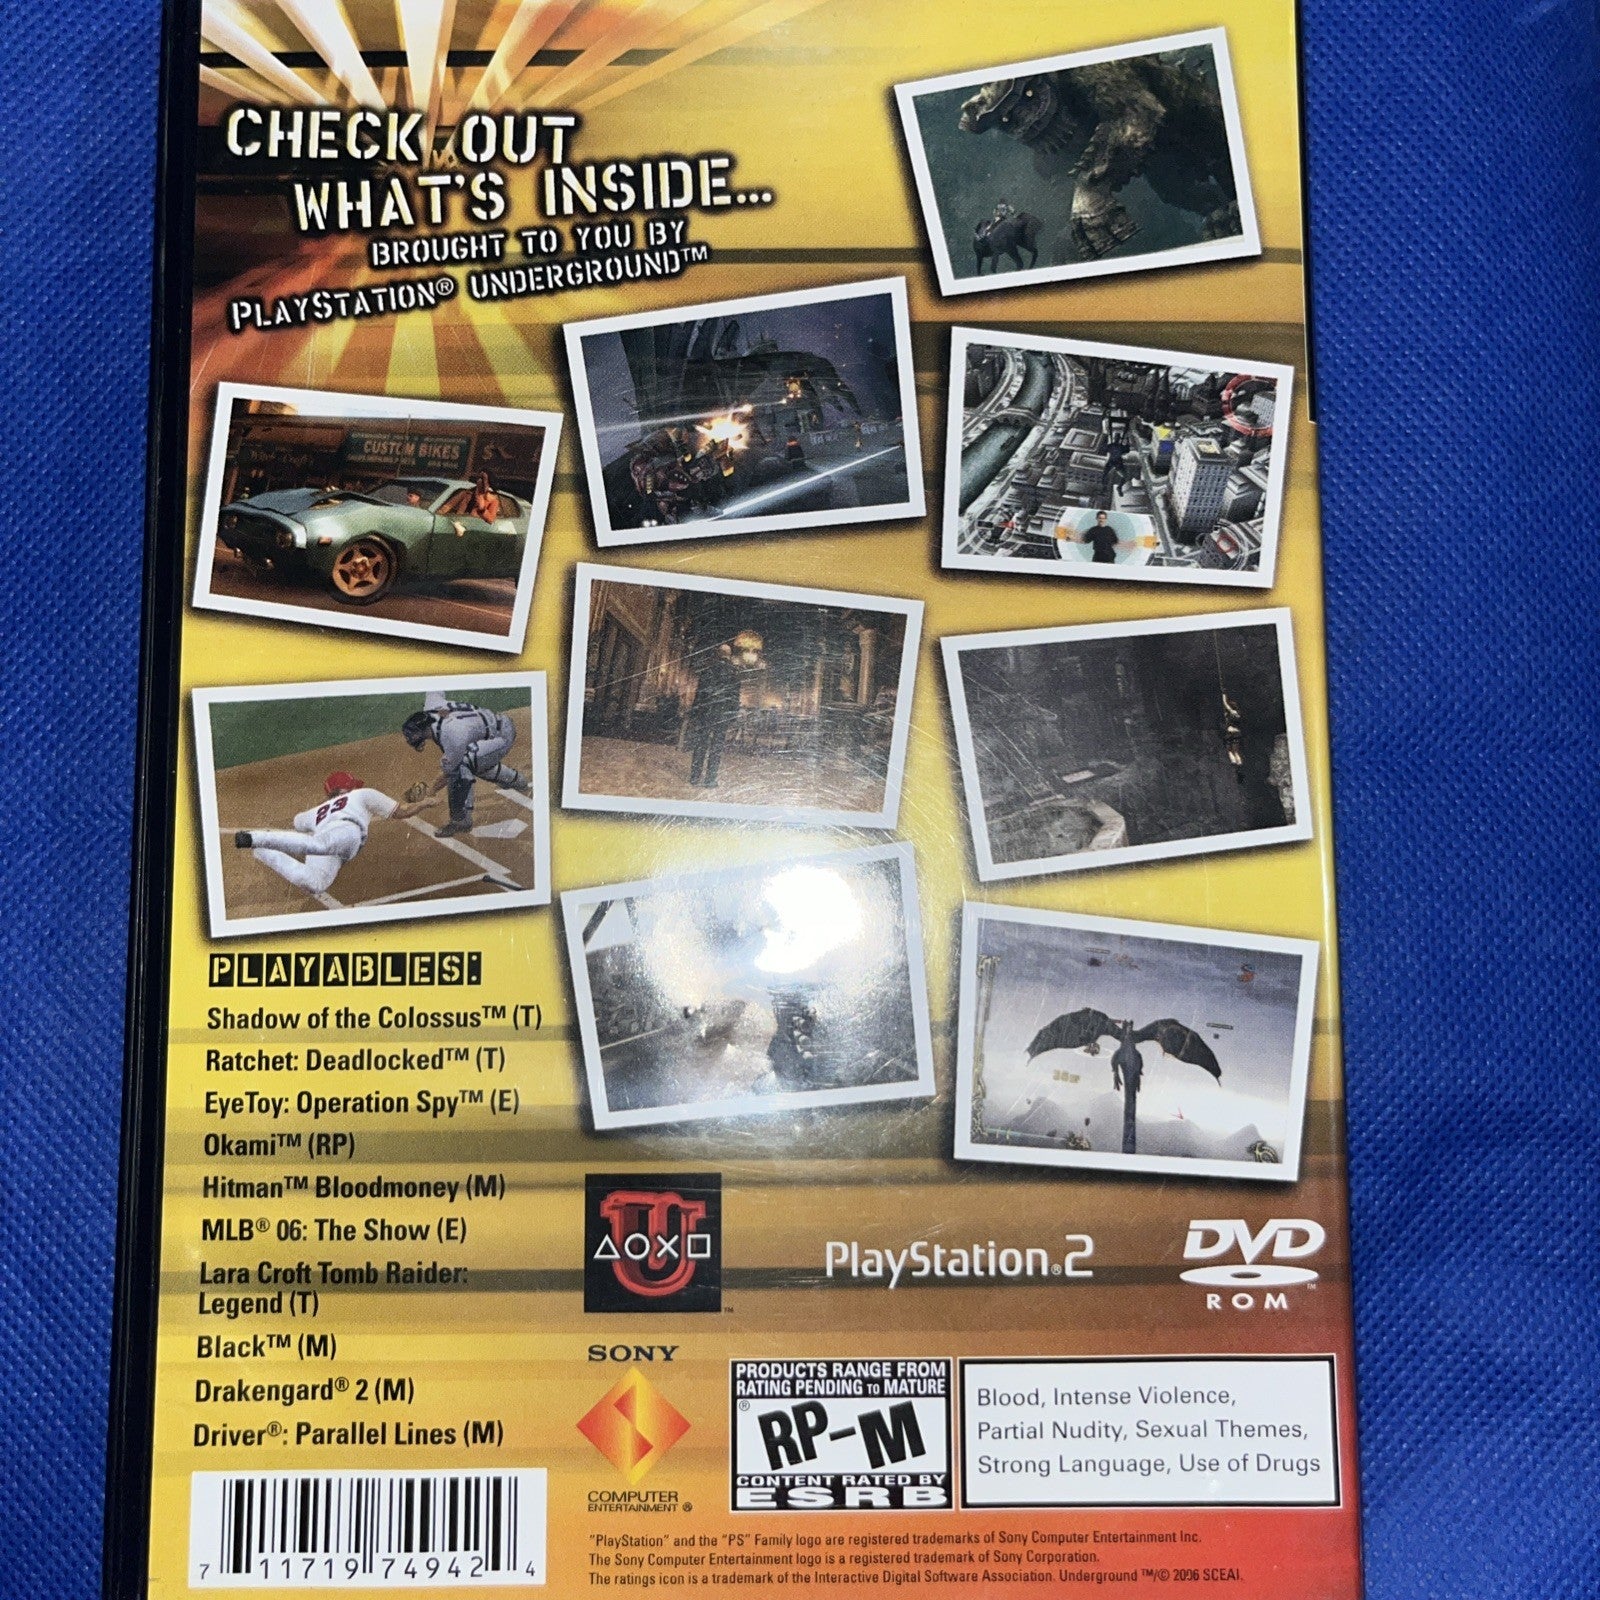 CHECK OUT
WHAT'S INSIDE...
BROUGHT TO YOU BY
PLAYSTATION® UNDERGROUND™
CUSTOM BIKES
23
PLAYABLES:
Shadow of the Colossus™ (T)
Ratchet: Deadlocked™ (T)
EyeToy: Operation Spy™ (E)
Okami™ (RP)
Hitman™ Bloodmoney (M)
MLB® 06: The Show (E)
Lara Croft Tomb Raider:
Legend (T)
Black™ (M)
Drakengard® 2 (M)
Driver®: Parallel Lines (M)
7 11719 74942 4
U
™
PlayStation®2
DVD
™
ROM
SONY
COMPUTER
ENTERTAINMENT ®
PRODUCTS RANGE FROM
RATING PENDING TO MATURE
®
RP-M
CONTENT RATED BY
ESRB
Blood, Intense Violence,
Partial Nudity, Sexual Themes,
Strong Language, Use of Drugs
"PlayStation" and the "PS" Family logo are registered trademarks of Sony Computer Entertainment Inc.
The Sony Computer Entertainment logo is a registered trademark of Sony Corporation.
The ratings icon is a trademark of the Interactive Digital Software Association. Underground ™/© 2006 SCEAI.